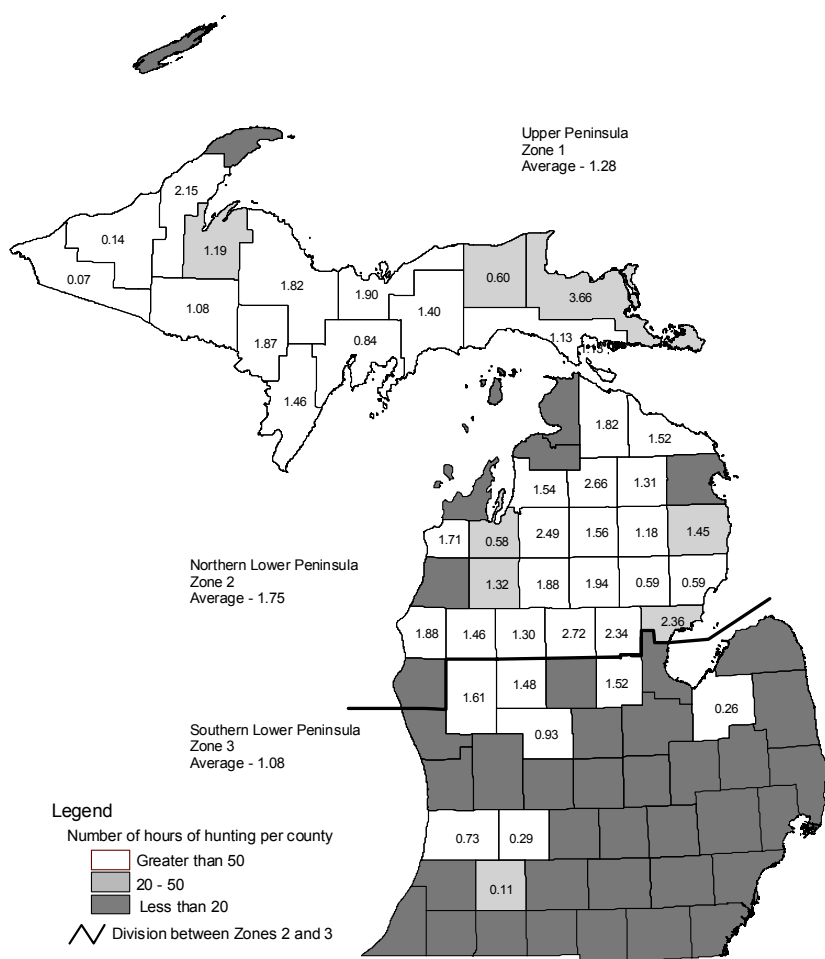 Upper Peninsula
Zone 1
Average - 1.28
2.15
0.14
1.19
0.60
0.07
3.66
1.82
1.90
1.08
1.40
1.13
0.84
1.87
1.46
1.82
1.52
1.54
2.66
1.31
1.71
0.58
2.49
1.56
1.18
1.45
Northern Lower Peninsula
Zone 2
Average - 1.75
1.32
1.88
1.94
0.59
0.59
1.88
1.46
1.30
2.72
2.34
2.36
1.61
1.48
1.52
0.26
Southern Lower Peninsula
Zone 3
Average - 1.08
0.93
0.73
0.29
0.11
Legend
Number of hours of hunting per county
Greater than 50
20 - 50
Less than 20
Division between Zones 2 and 3